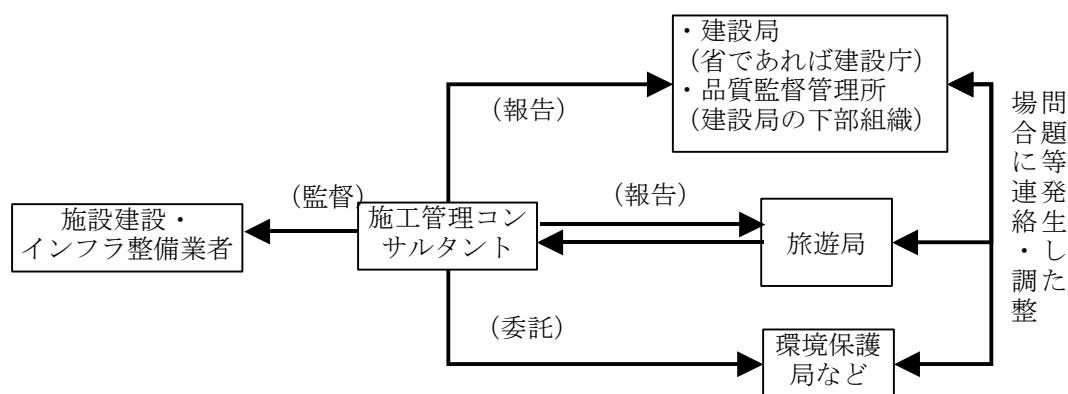 ・建設局
（省であれば建設庁）
・品質監督管理所
（建設局の下部組織）
（報告）
問題等発生した
場合に連絡・調整
（監督）
（報告）
施設建設・
インフラ整備業者
施工管理コン
サルタント
旅遊局
（委託）
環境保護
局など